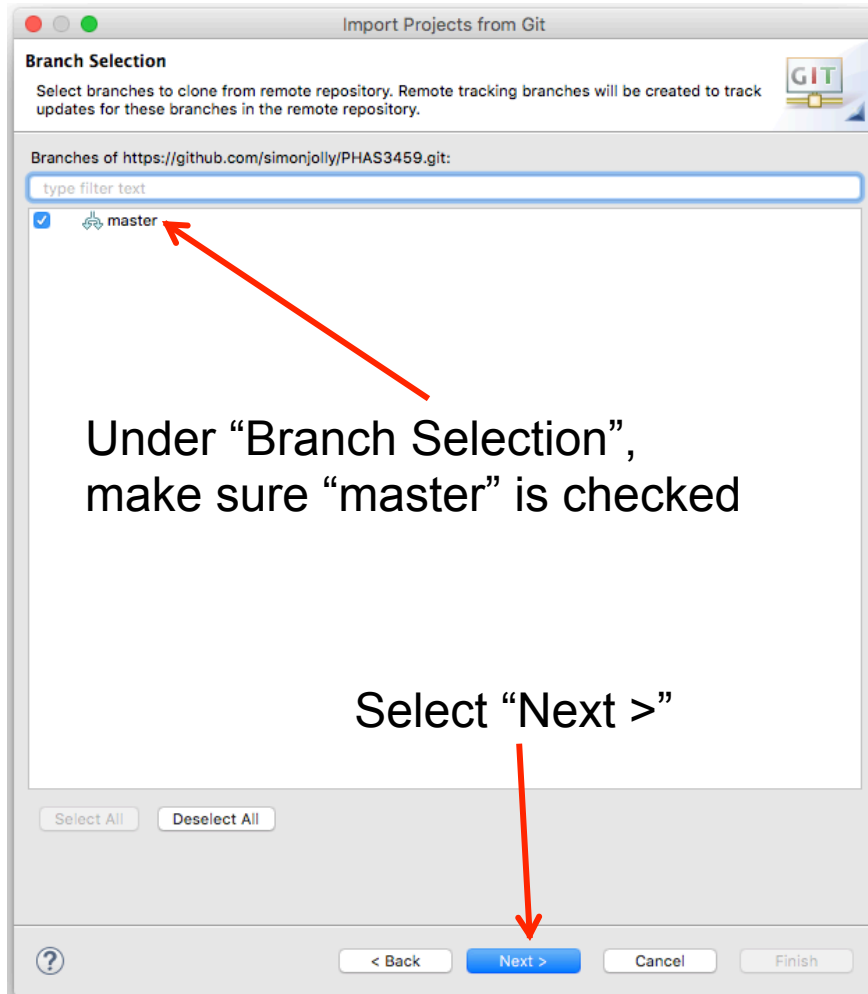 Import Projects from Git
Branch Selection
Select branches to clone from remote repository. Remote tracking branches will be created to track
updates for these branches in the remote repository.
GIT
Branches of https://github.com/simonjolly/PHAS3459.git:
type filter text
master
Under “Branch Selection”,
make sure “master” is checked
Select “Next >”
Select All
Deselect All
?
< Back
Next >
Cancel
Finish